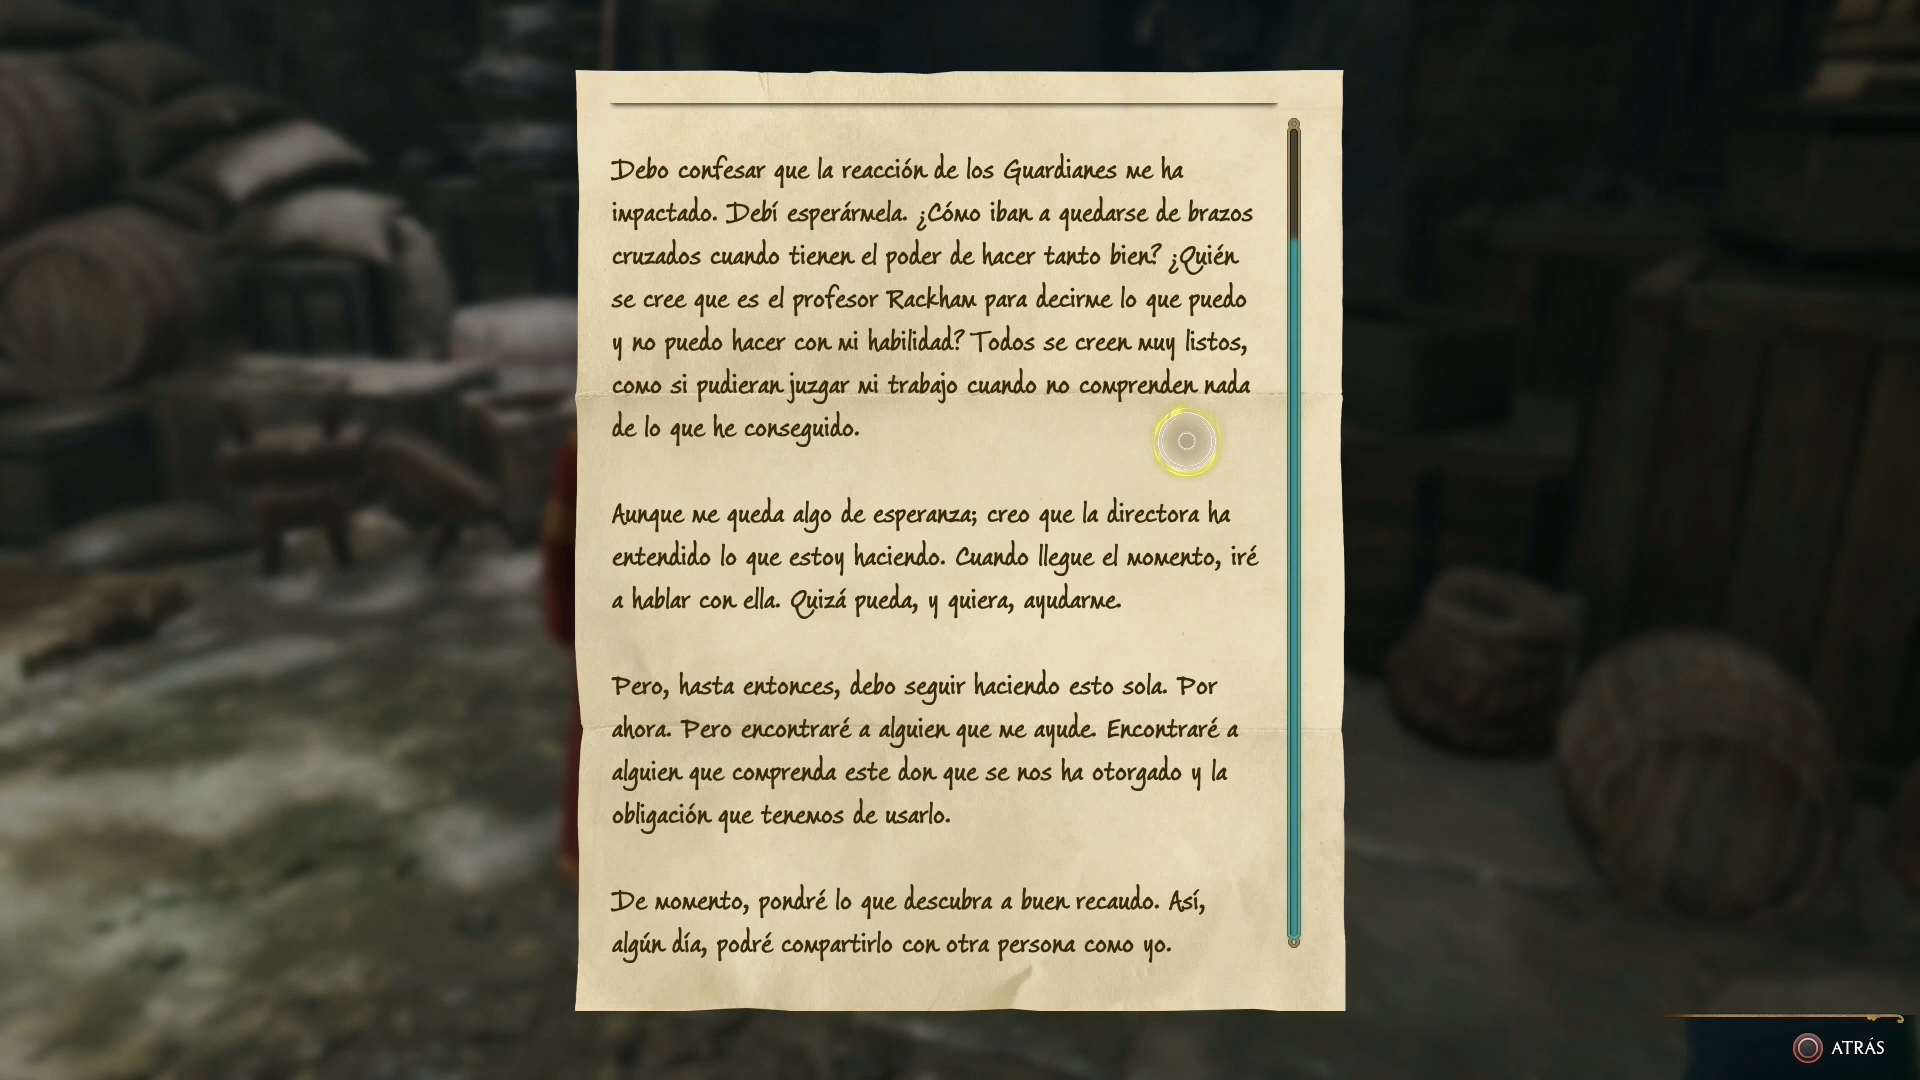 Debo confesar que la reacción de los Guardianes me ha
impactado. Debí esperármela. ¿Cómo iban a quedarse de brazos
cruzados cuando tienen el poder de hacer tanto bien? ¿Quién
se cree que es el profesor Rackham para decirme lo que puedo
y no puedo hacer con mi habilidad? Todos se creen muy listos,
como si pudieran juzgar mi trabajo cuando no comprenden nada
de lo que he conseguido.
Aunque me queda algo de esperanza; creo que la directora ha
entendido lo que estoy haciendo. Cuando llegue el momento, iré
a hablar con ella. Quizá pueda, y quiera, ayudarme.
Pero, hasta entonces, debo seguir haciendo esto sola. Por
ahora. Pero encontraré a alguien que me ayude. Encontraré a
alguien que comprenda este don que se nos ha otorgado y la
obligación que tenemos de usarlo.
De momento, pondré lo que descubra a buen recaudo. Así,
algún día, podré compartirlo con otra persona como yo.
ATRÁS